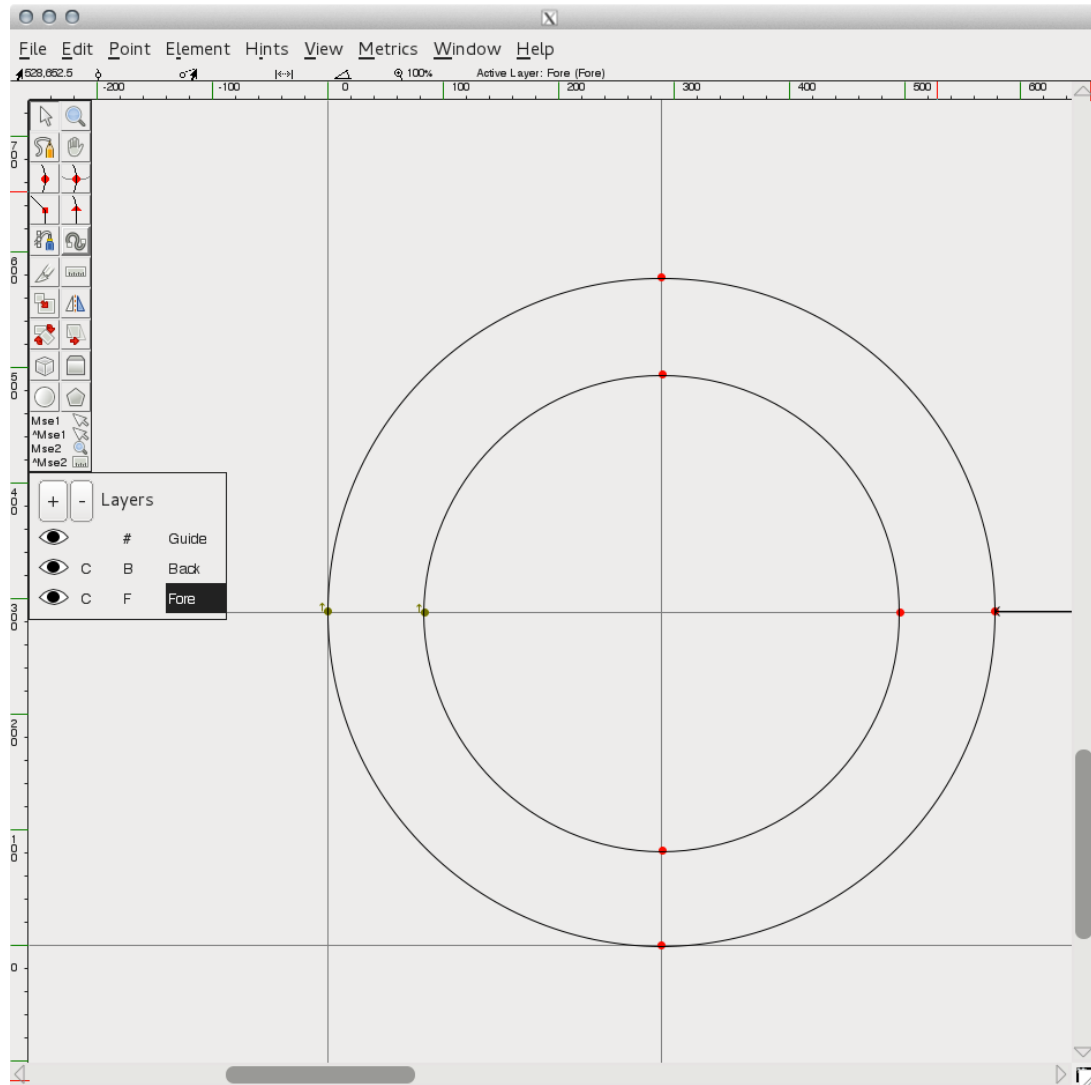 File Edit Point Element Hints View Metrics Window Help
528,652.5 100% Active Layer: Fore (Fore)
-200 -100 0 100 200 300 400 500 600
700
600
500
400
300
200
100
0
Mse1
^Mse1
Mse2
^Mse2
+ - Layers
# Guide
C B Back
C F Fore